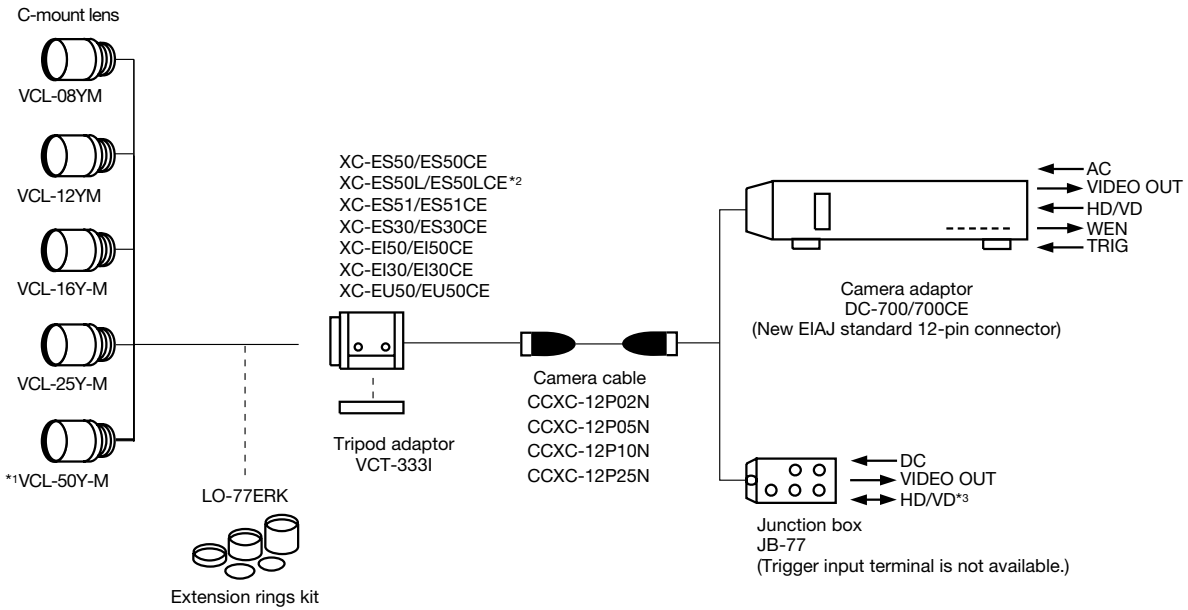 C-mount lens
VCL-08YM
VCL-12YM
VCL-16Y-M
VCL-25Y-M
*1VCL-50Y-M
LO-77ERK
Extension rings kit
XC-ES50/ES50CE
XC-ES50L/ES50LCE*2
XC-ES51/ES51CE
XC-ES30/ES30CE
XC-EI50/EI50CE
XC-EI30/EI30CE
XC-EU50/EU50CE
Tripod adaptor
VCT-333I
Camera cable
CCXC-12P02N
CCXC-12P05N
CCXC-12P10N
CCXC-12P25N
AC
VIDEO OUT
HD/VD
WEN
TRIG
Camera adaptor
DC-700/700CE
(New EIAJ standard 12-pin connector)
DC
VIDEO OUT
HD/VD*3
Junction box
JB-77
(Trigger input terminal is not available.)